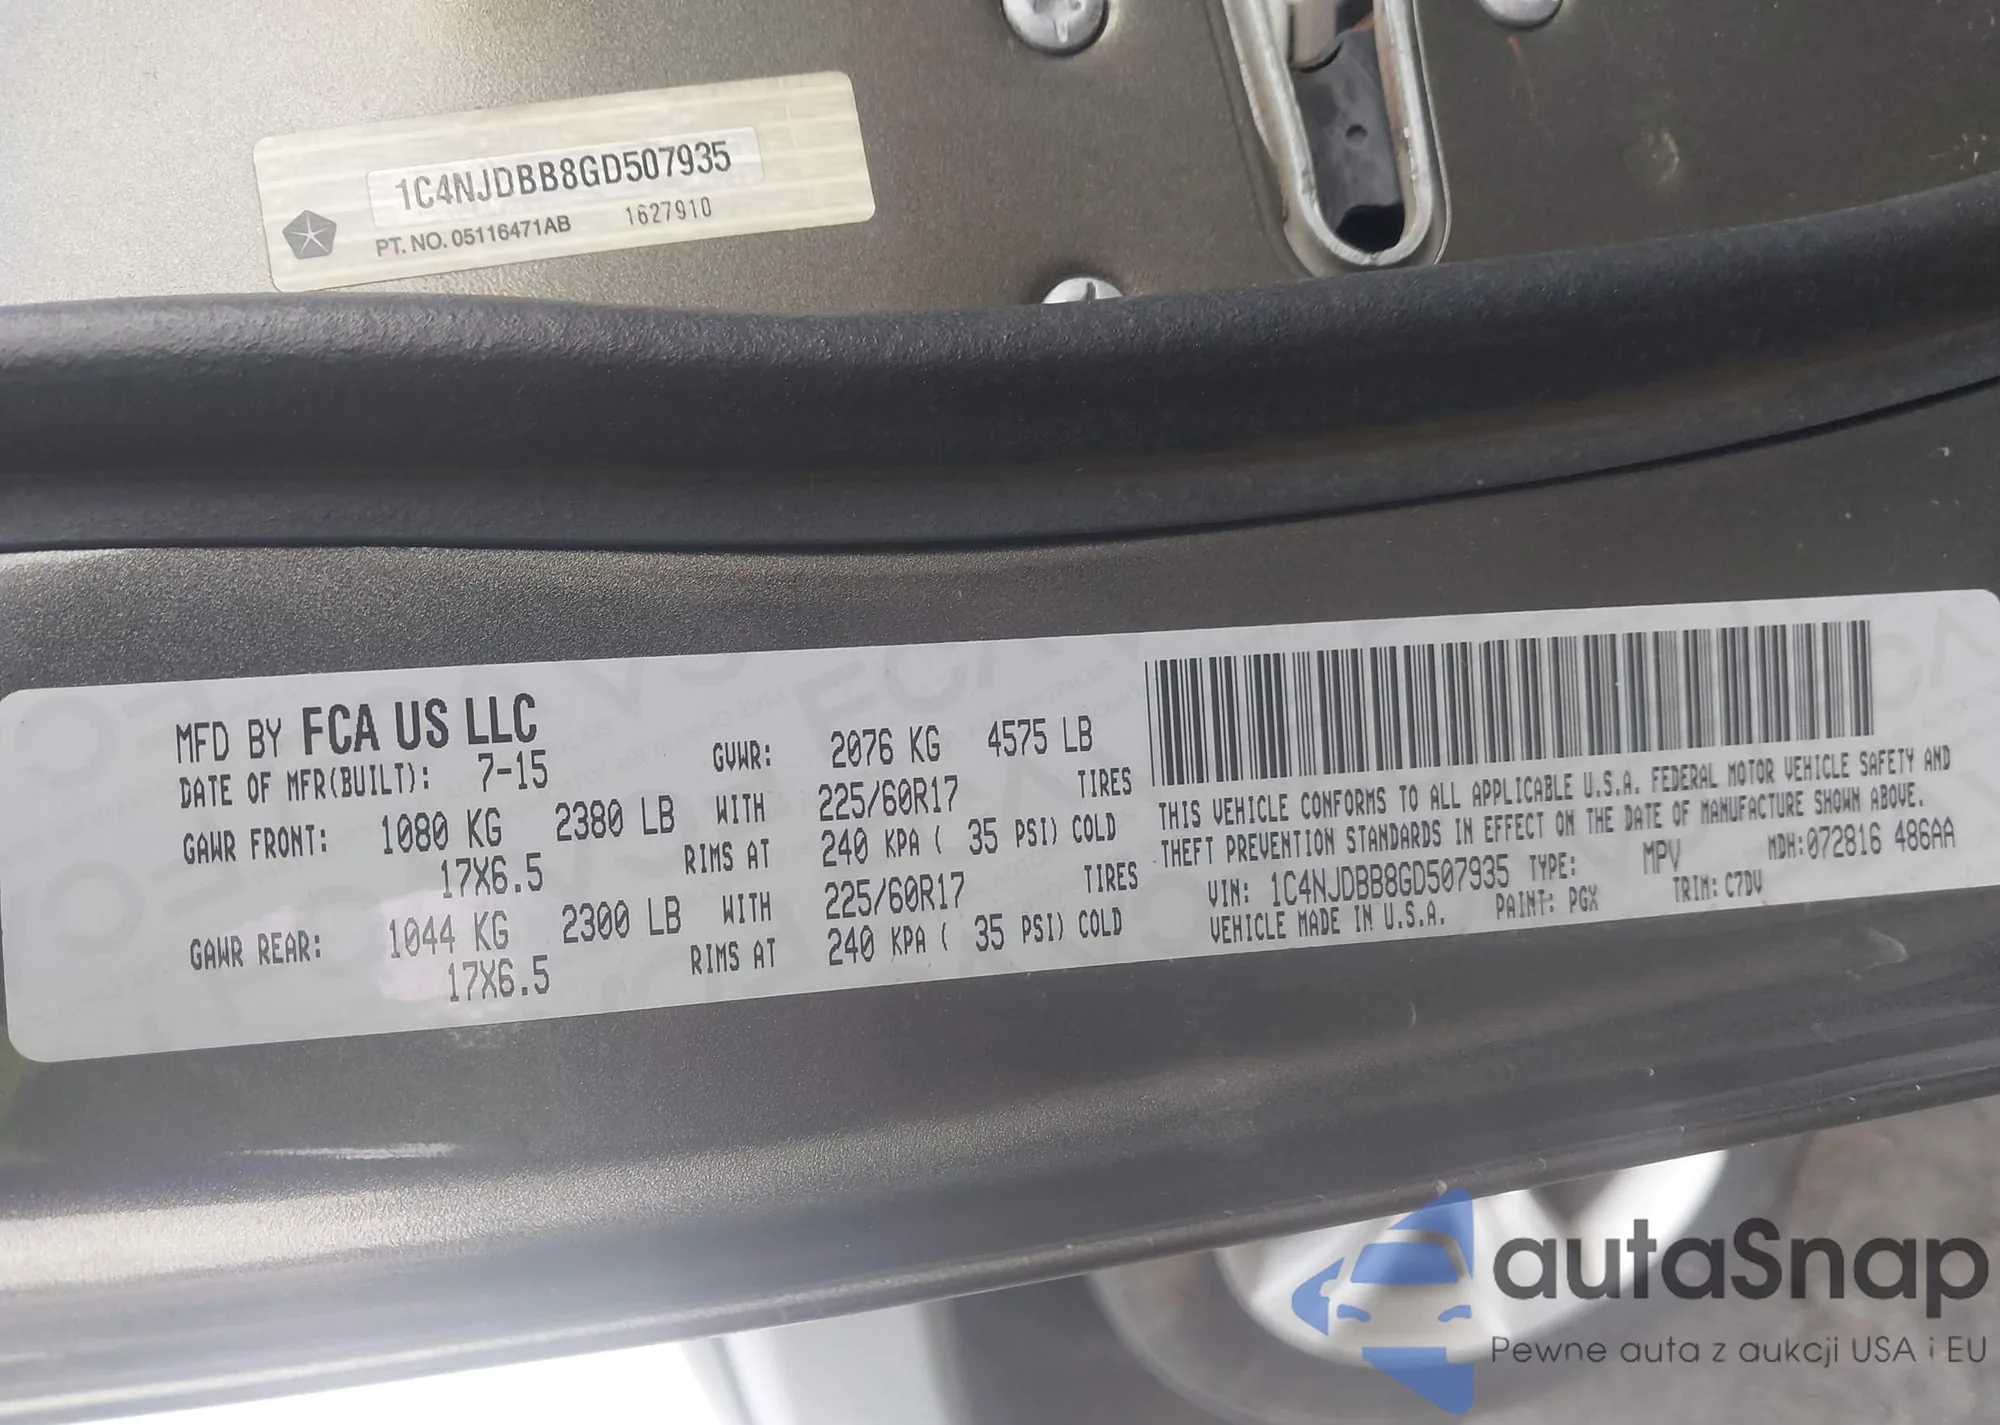 1C4NJDBB8GD507935
PT. NO. 05116471AB 1627910
MFD BY FCA US LLC
DATE OF MFR(BUILT): 7-15
GVWR: 2076 KG 4575 LB
GAWR FRONT: 1080 KG 2380 LB WITH 225/60R17 TIRES
17X6.5 RIMS AT 240 KPA ( 35 PSI) COLD
GAWR REAR: 1044 KG 2300 LB WITH 225/60R17 TIRES
17X6.5 RIMS AT 240 KPA ( 35 PSI) COLD
THIS VEHICLE CONFORMS TO ALL APPLICABLE U.S.A. FEDERAL MOTOR VEHICLE SAFETY AND
THEFT PREVENTION STANDARDS IN EFFECT ON THE DATE OF MANUFACTURE SHOWN ABOVE.
VIN: 1C4NJDBB8GD507935 TYPE: MPV MDH:072816 486AA
VEHICLE MADE IN U.S.A. PAINT: PGX TRIM: C7DV
autaSnap
Pewne auta z aukcji USA i EU